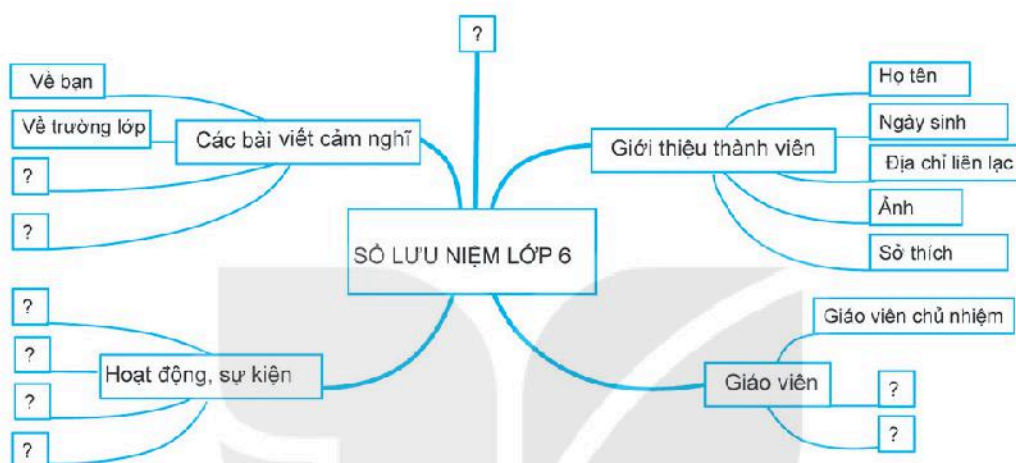 ?
Về bạn
Về trường lớp
?
?
Các bài viết cảm nghĩ
Họ tên
Ngày sinh
Địa chỉ liên lạc
Ảnh
Sở thích
Giới thiệu thành viên
SỔ LƯU NIỆM LỚP 6
?
?
?
?
Hoạt động, sự kiện
Giáo viên chủ nhiệm
?
?
Giáo viên